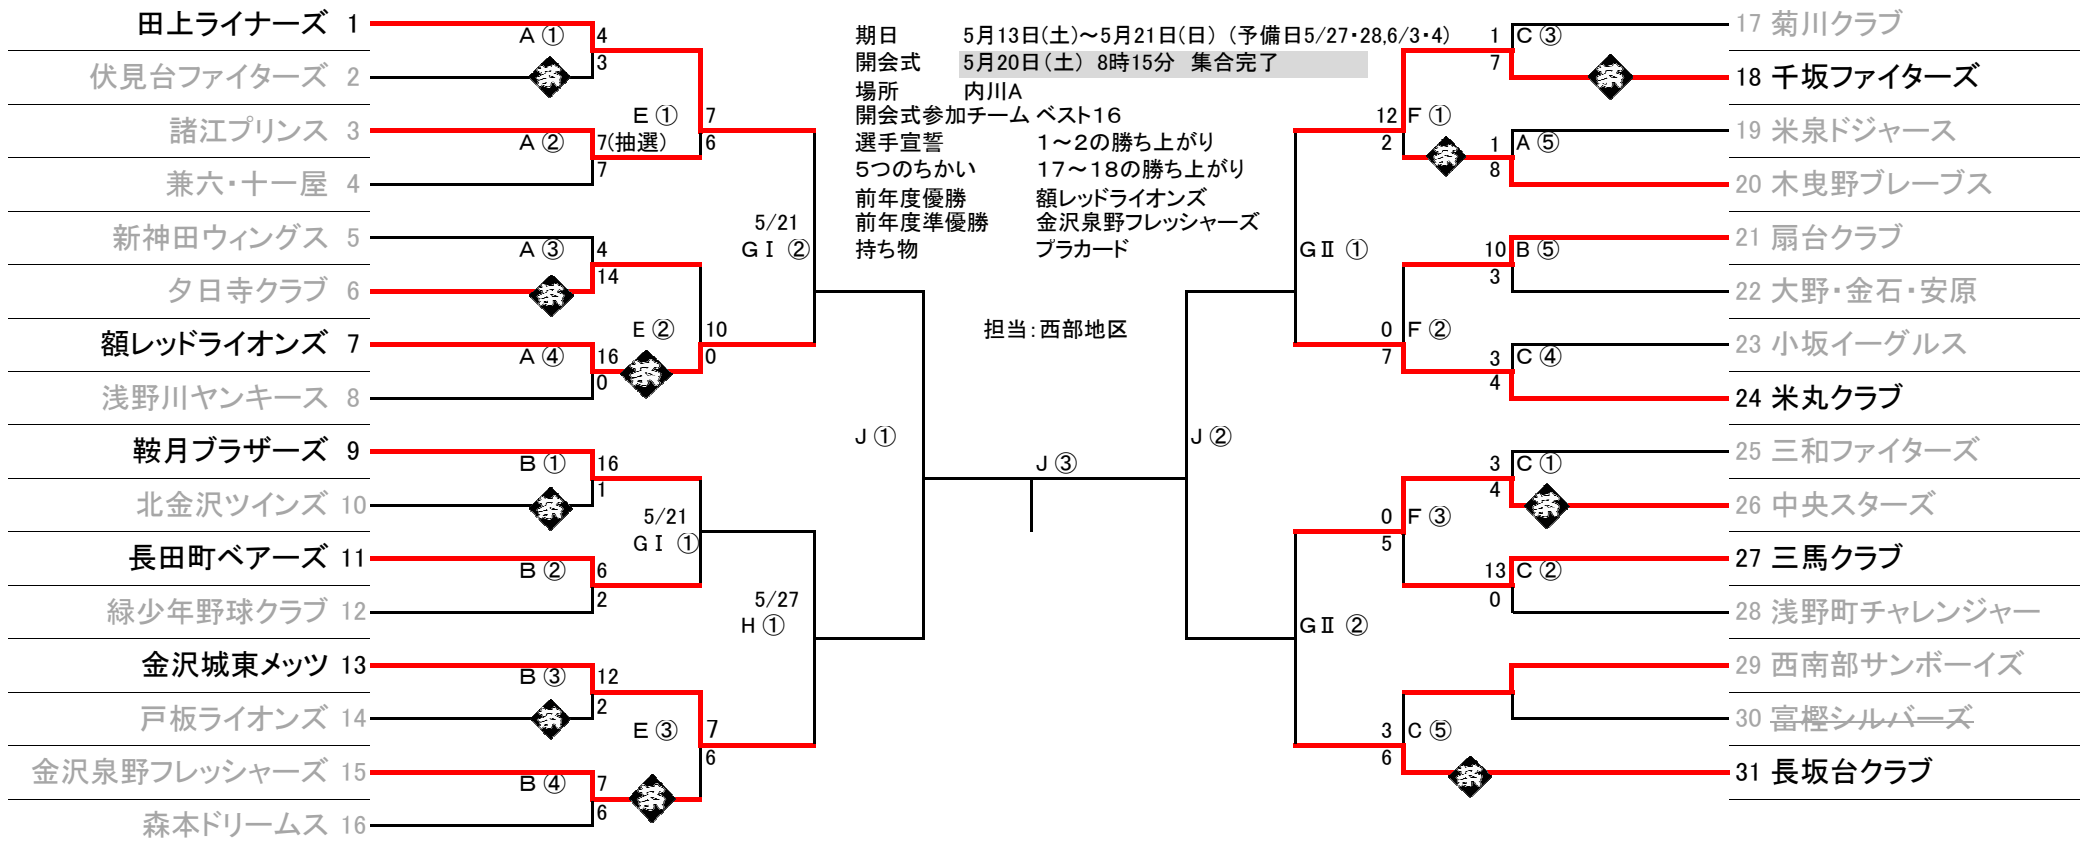 田上ライナーズ 1
伏見台ファイターズ 2
諸江プリンス 3
兼六・十一屋 4
新神田ウィングス 5
夕日寺クラブ 6
額レッドライオンズ 7
浅野川ヤンキース 8
鞍月ブラザーズ 9
北金沢ツインズ 10
長田町ベアーズ 11
緑少年野球クラブ 12
金沢城東メッツ 13
戸板ライオンズ 14
金沢泉野フレッシャーズ 15
森本ドリームス 16
A ①
4
3
A ②
7(抽選)
7
A ③
4
14
A ④
16
0
B ①
16
1
B ②
6
2
B ③
12
2
B ④
7
6
E ①
7
6
E ②
10
0
5/21
GⅠ ①
E ③
7
6
5/21
GⅠ ②
5/27
H ①
J ①
期日 5月13日(土)～5月21日(日) (予備日5/27・28,6/3・4)
開会式 5月20日(土) 8時15分 集合完了
場所 内川A
開会式参加チーム ベスト16
選手宣誓 1～2の勝ち上がり
5つのちかい 17～18の勝ち上がり
前年度優勝 額レッドライオンズ
前年度準優勝 金沢泉野フレッシャーズ
持ち物 プラカード
担当：西部地区
J ③
J ②
GⅡ ①
GⅡ ②
12
F ①
2
0
F ②
7
0
F ③
5
3
C ⑤
6
1
C ③
7
1
A ⑤
8
10
B ⑤
3
3
C ④
4
3
C ①
4
13
C ②
0
17 菊川クラブ
18 千坂ファイターズ
19 米泉ドジャース
20 木曳野ブレーブス
21 扇台クラブ
22 大野・金石・安原
23 小坂イーグルス
24 米丸クラブ
25 三和ファイターズ
26 中央スターズ
27 三馬クラブ
28 浅野町チャレンジャー
29 西南部サンボーイズ
30 富樫シルバーズ
31 長坂台クラブ